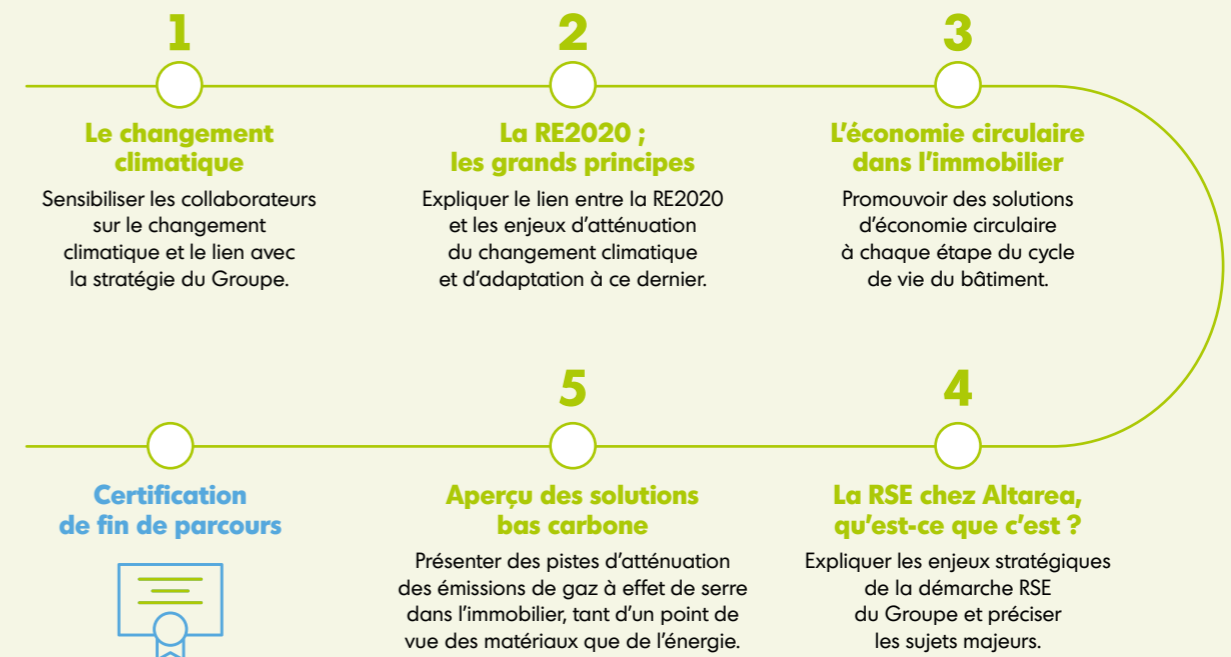 1
Le changement
climatique
Sensibiliser les collaborateurs
sur le changement
climatique et le lien avec
la stratégie du Groupe.
2
La RE2020 ;
les grands principes
Expliquer le lien entre la RE2020
et les enjeux d’atténuation
du changement climatique
et d’adaptation à ce dernier.
3
L’économie circulaire
dans l’immobilier
Promouvoir des solutions
d’économie circulaire
à chaque étape du cycle
de vie du bâtiment.
4
La RSE chez Altarea,
qu’est-ce que c’est ?
Expliquer les enjeux stratégiques
de la démarche RSE
du Groupe et préciser
les sujets majeurs.
5
Aperçu des solutions
bas carbone
Présenter des pistes d’atténuation
des émissions de gaz à effet de serre
dans l’immobilier, tant d’un point de
vue des matériaux que de l’énergie.
Certification
de fin de parcours